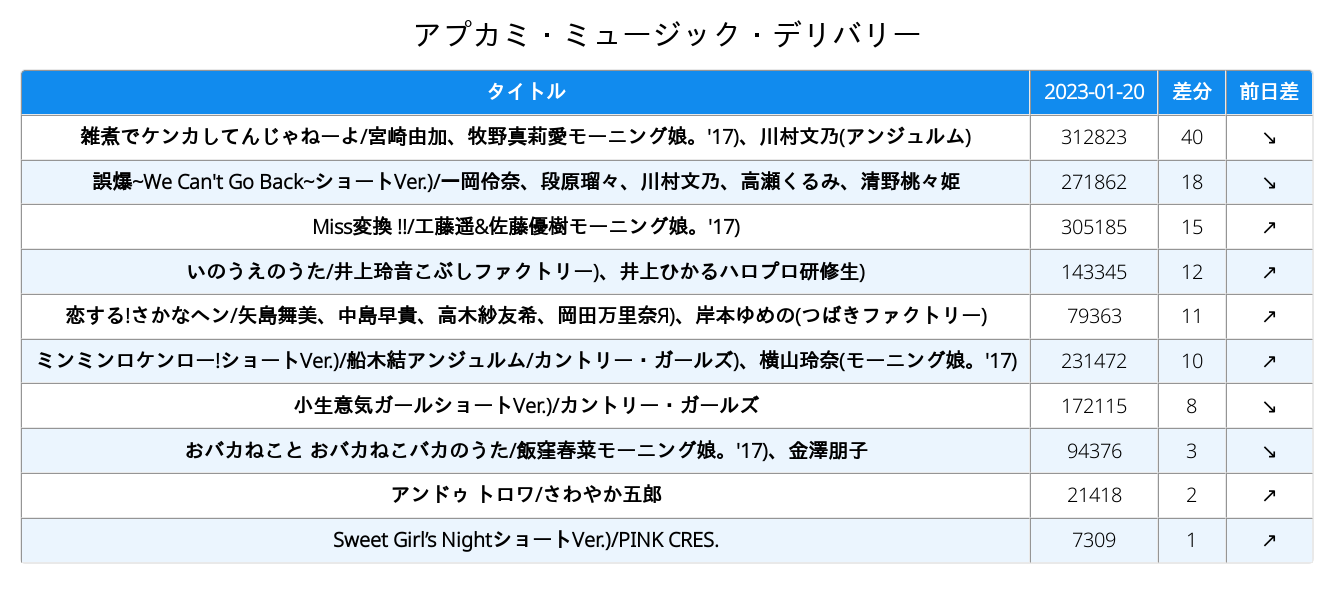 アプカミ・ミュージック・デリバリー
タイトル 2023-01-20 差分 前日差
雑煮でケンカしてんじゃねーよ/宮崎由加、牧野真莉愛モーニング娘。'17)、川村文乃(アンジュルム) 312823 40 ↘
誤爆~We Can't Go Back~ショートVer.)/一岡伶奈、段原瑠々、川村文乃、高瀬くるみ、清野桃々姫 271862 18 ↘
Miss変換 !!/工藤遥&佐藤優樹モーニング娘。'17) 305185 15 ↗
いのうえのうた/井上玲音こぶしファクトリー)、井上ひかるハロプロ研修生) 143345 12 ↗
恋する!さかなヘン/矢島舞美、中島早貴、高木紗友希、岡田万里奈Я)、岸本ゆめの(つばきファクトリー) 79363 11 ↗
ミンミンロケンロー!ショートVer.)/船木結アンジュルム/カントリー・ガールズ)、横山玲奈(モーニング娘。'17) 231472 10 ↗
小生意気ガールショートVer.)/カントリー・ガールズ 172115 8 ↘
おバカねこと おバカねこバカのうた/飯窪春菜モーニング娘。'17)、金澤朋子 94376 3 ↘
アンドゥ トロワ/さわやか五郎 21418 2 ↗
Sweet Girl’s NightショートVer.)/PINK CRES. 7309 1 ↗